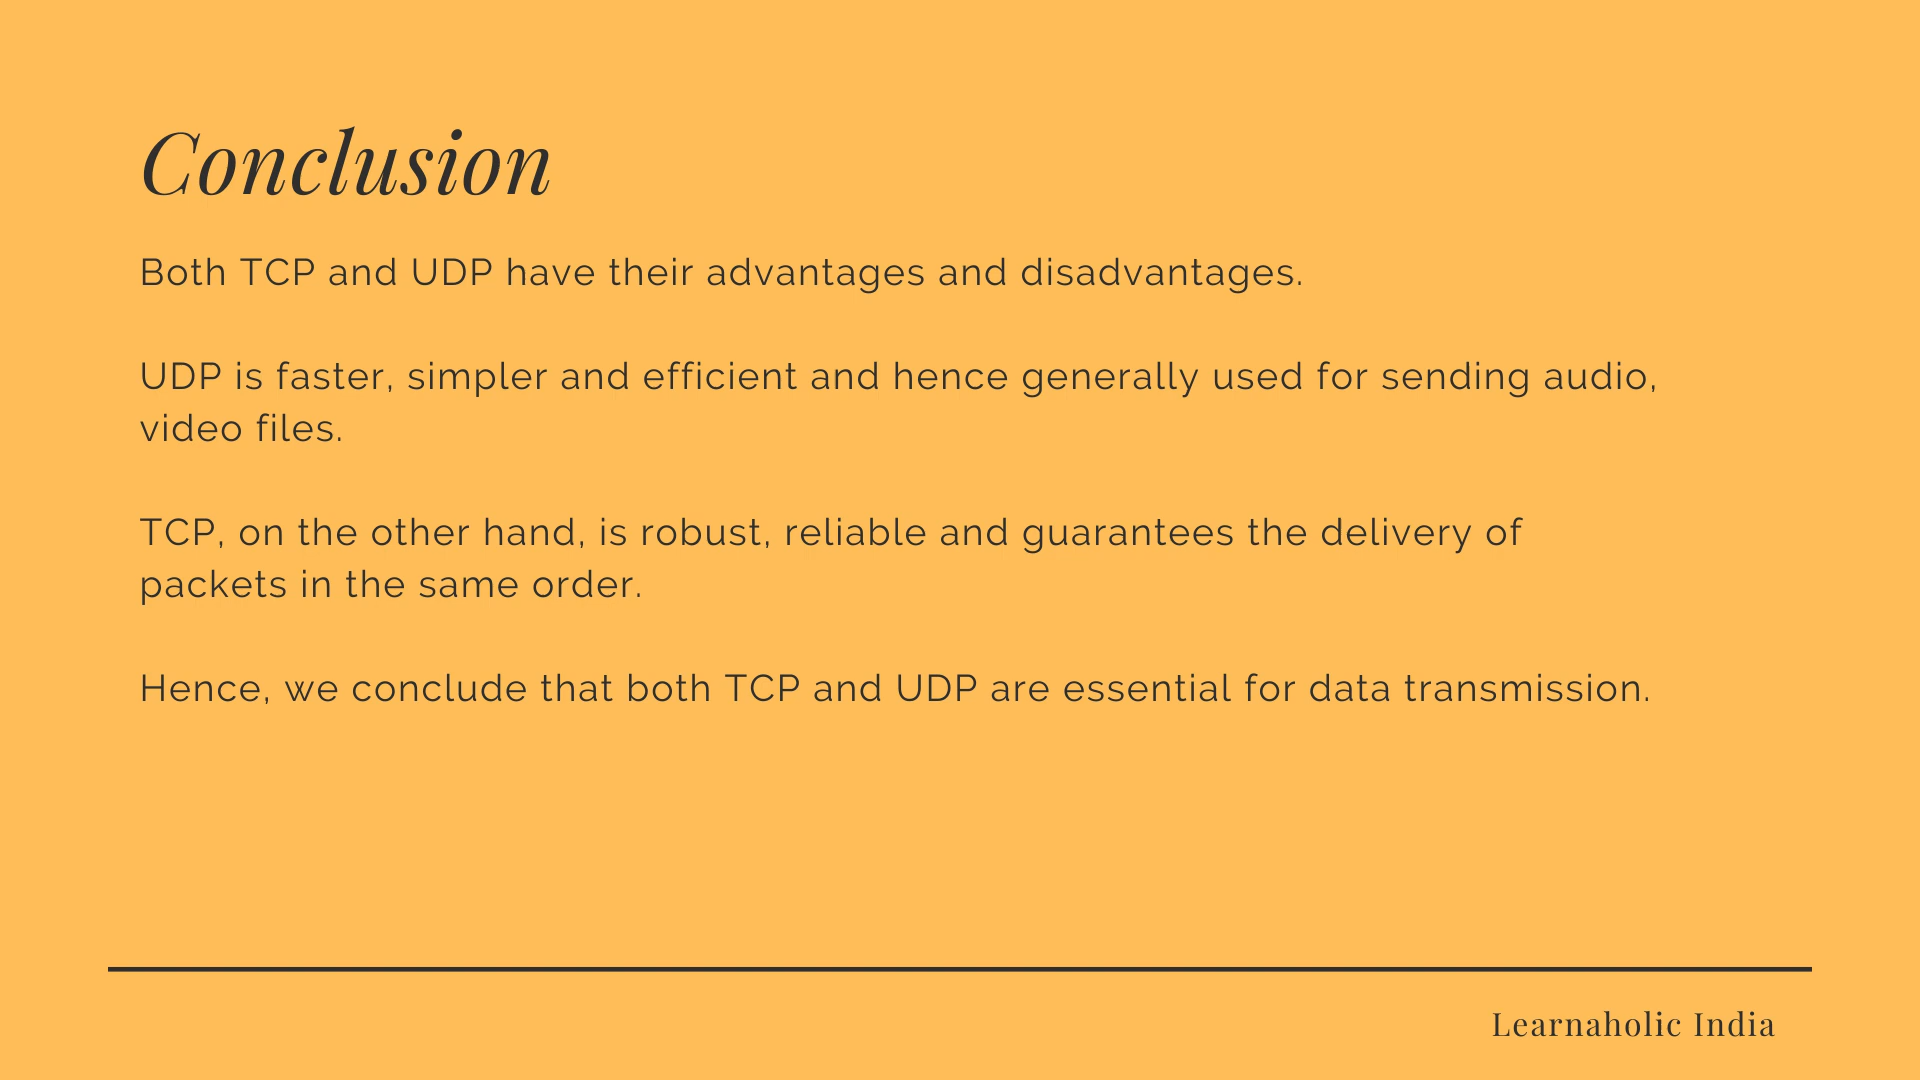 Conclusion
Both TCP and UDP have their advantages and disadvantages.
UDP is faster, simpler and efficient and hence generally used for sending audio,
video files.
TCP, on the other hand, is robust, reliable and guarantees the delivery of
packets in the same order.
Hence, we conclude that both TCP and UDP are essential for data transmission.
Learnaholic India